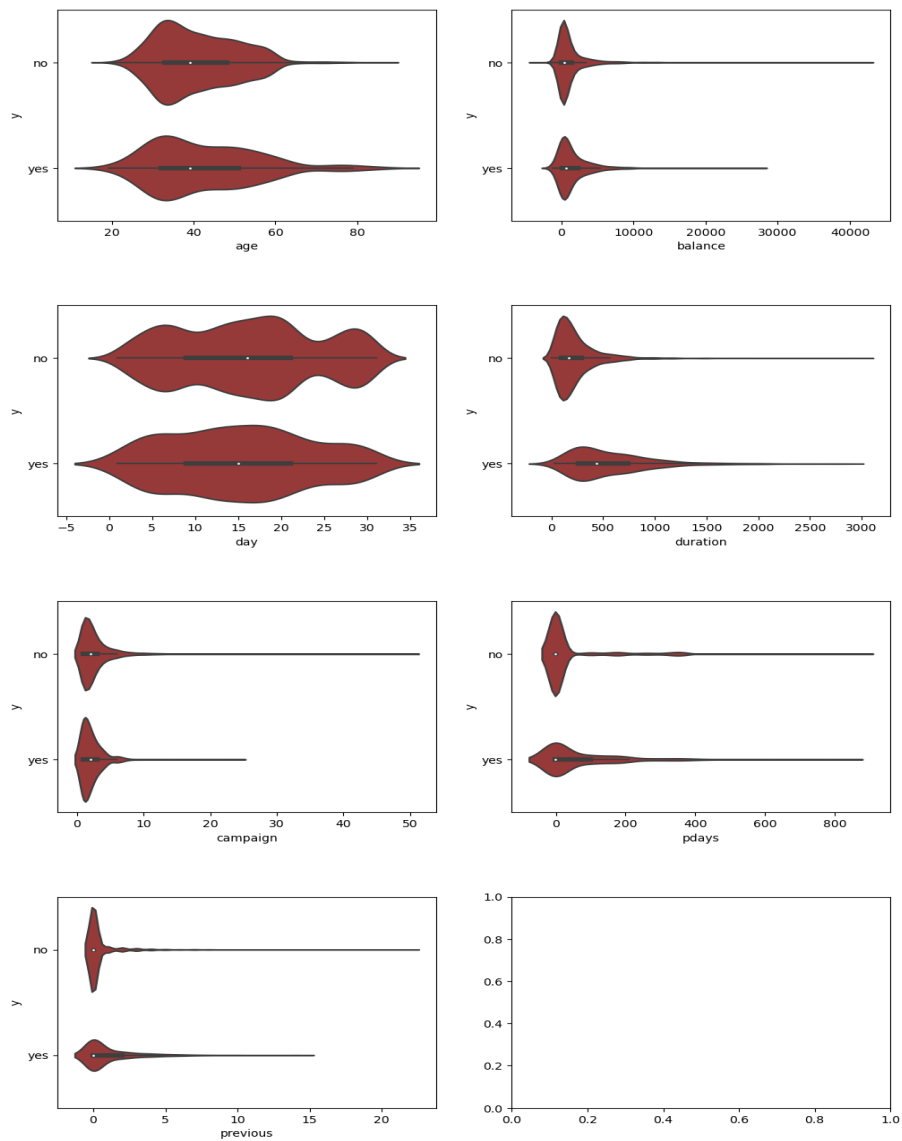 no
yes
y
20 40 60 80
age
no
yes
y
0 10000 20000 30000 40000
balance
no
yes
y
−5 0 5 10 15 20 25 30 35
day
no
yes
y
0 500 1000 1500 2000 2500 3000
duration
no
yes
y
0 10 20 30 40 50
campaign
no
yes
y
0 200 400 600 800
pdays
no
yes
y
0 5 10 15 20
previous
1.0
0.8
0.6
0.4
0.2
0.0
0.0 0.2 0.4 0.6 0.8 1.0